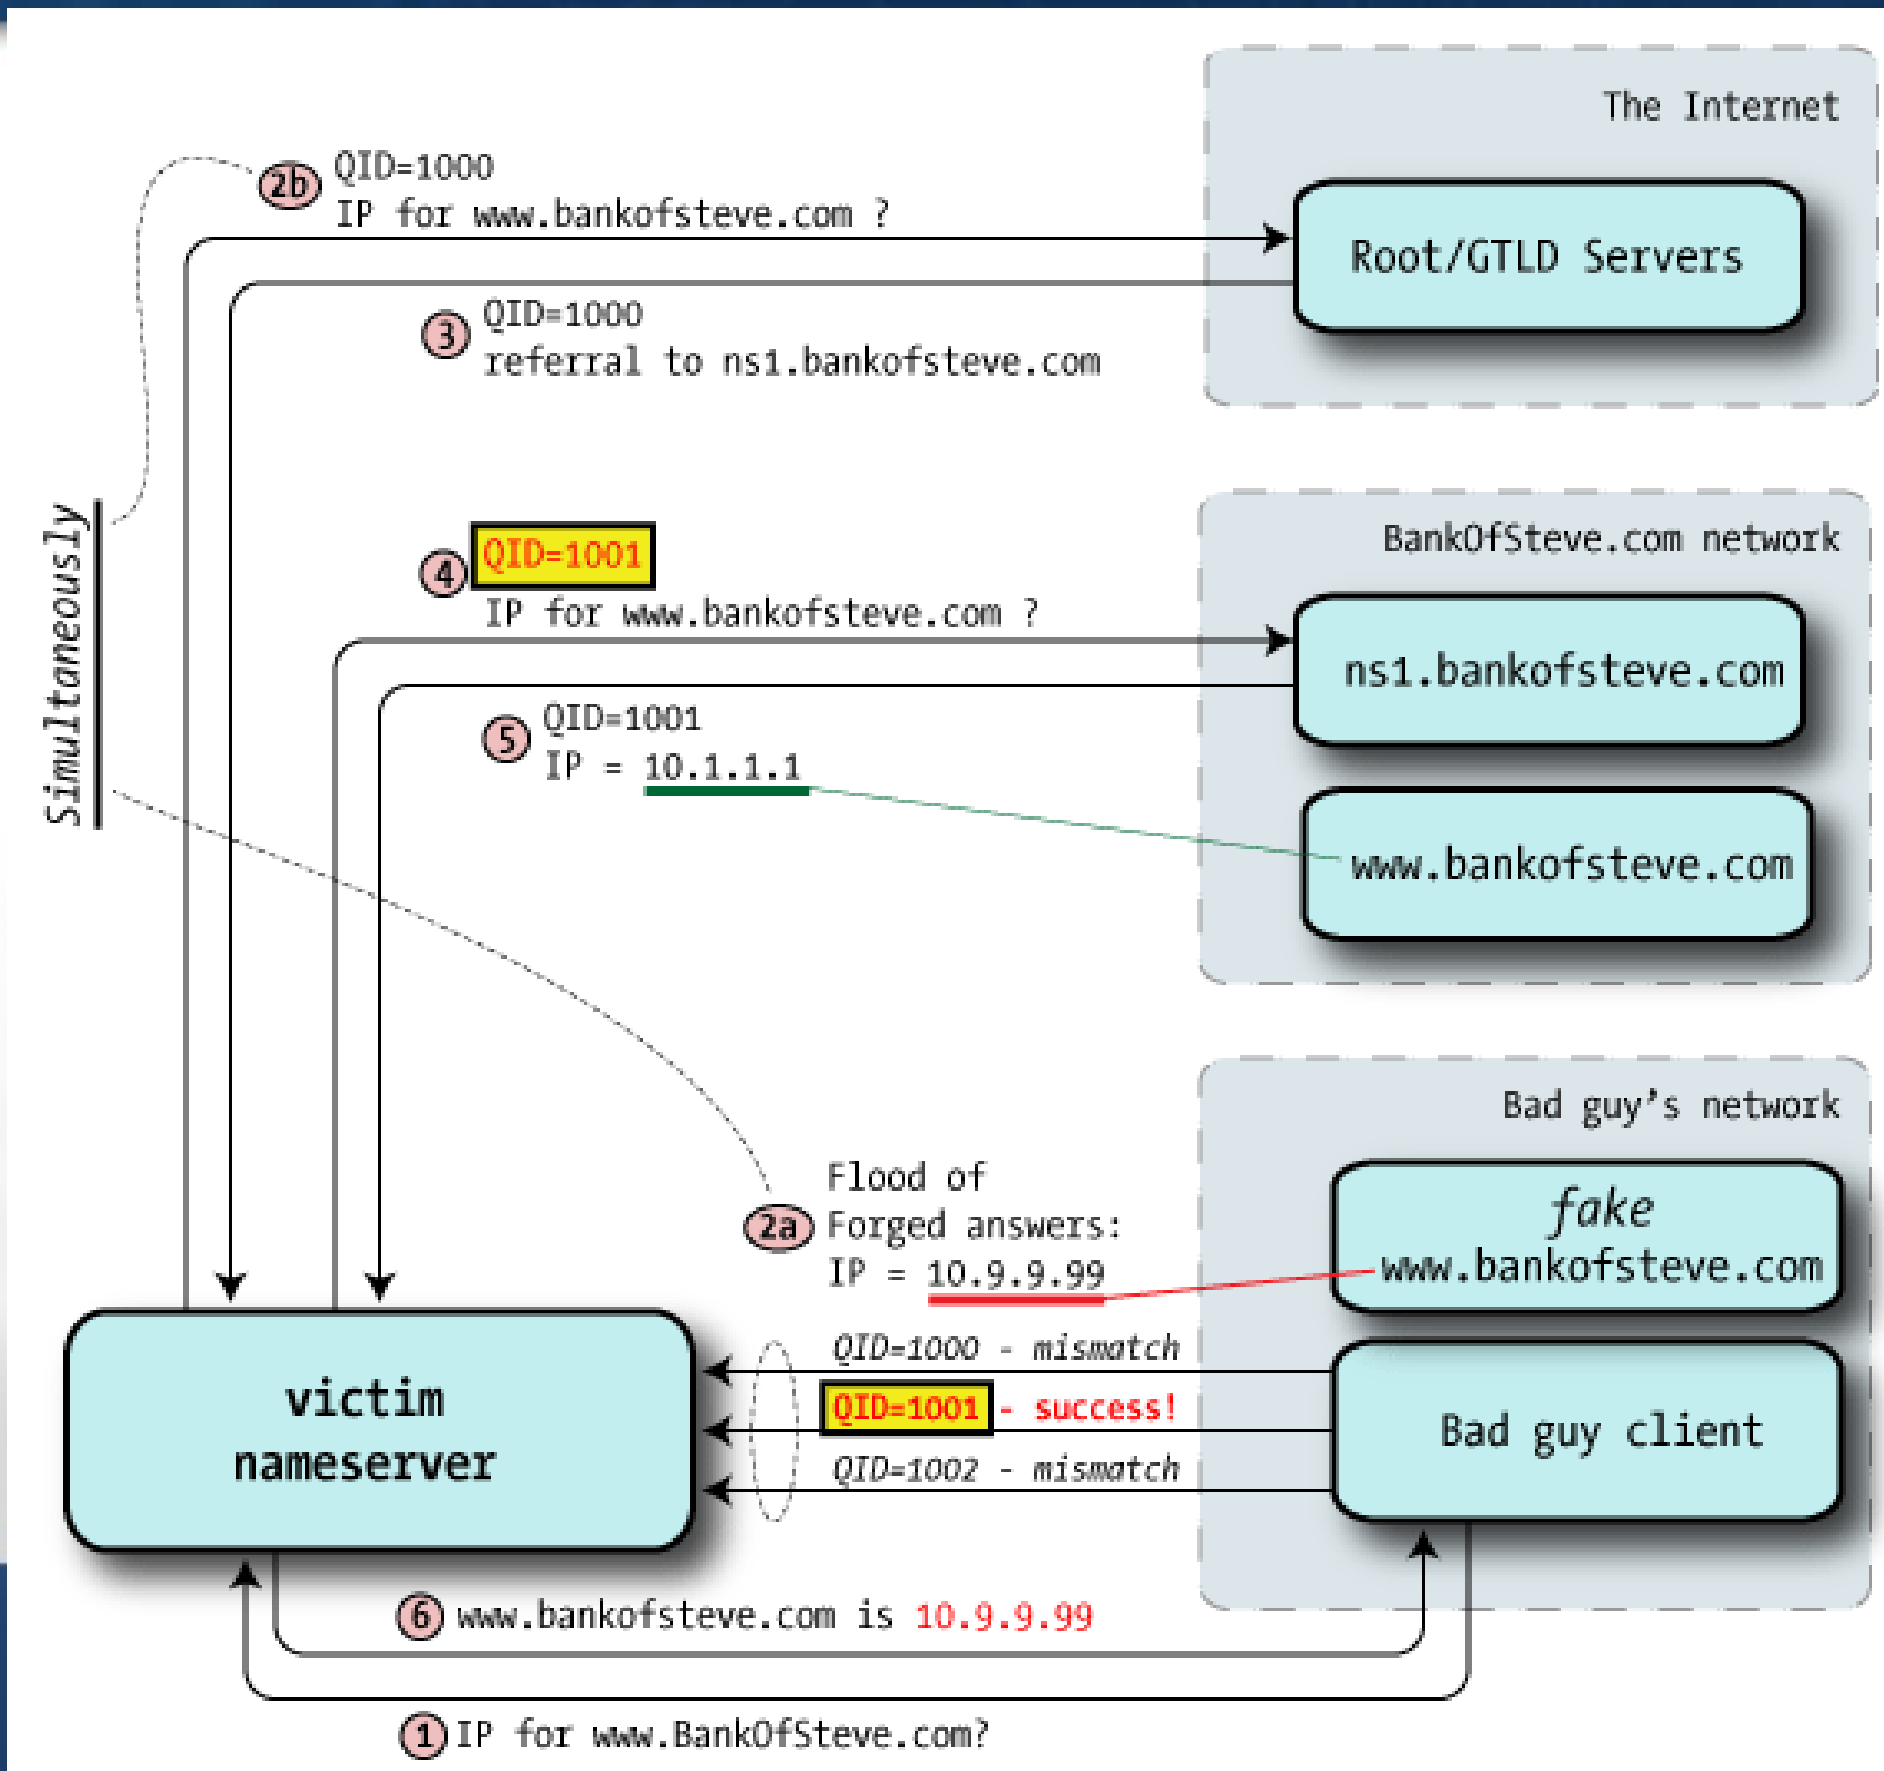 The Internet
2b QID=1000
IP for www.bankofsteve.com ?
Root/GTLD Servers
3 QID=1000
referral to ns1.bankofsteve.com
Simultaneously
4 QID=1001
IP for www.bankofsteve.com ?
BankOfSteve.com network
ns1.bankofsteve.com
5 QID=1001
IP = 10.1.1.1
www.bankofsteve.com
Bad guy's network
2a Flood of
Forged answers:
IP = 10.9.9.99
fake
www.bankofsteve.com
QID=1000 - mismatch
QID=1001 - success!
QID=1002 - mismatch
Bad guy client
victim
nameserver
6 www.bankofsteve.com is 10.9.9.99
1 IP for www.BankOfSteve.com?